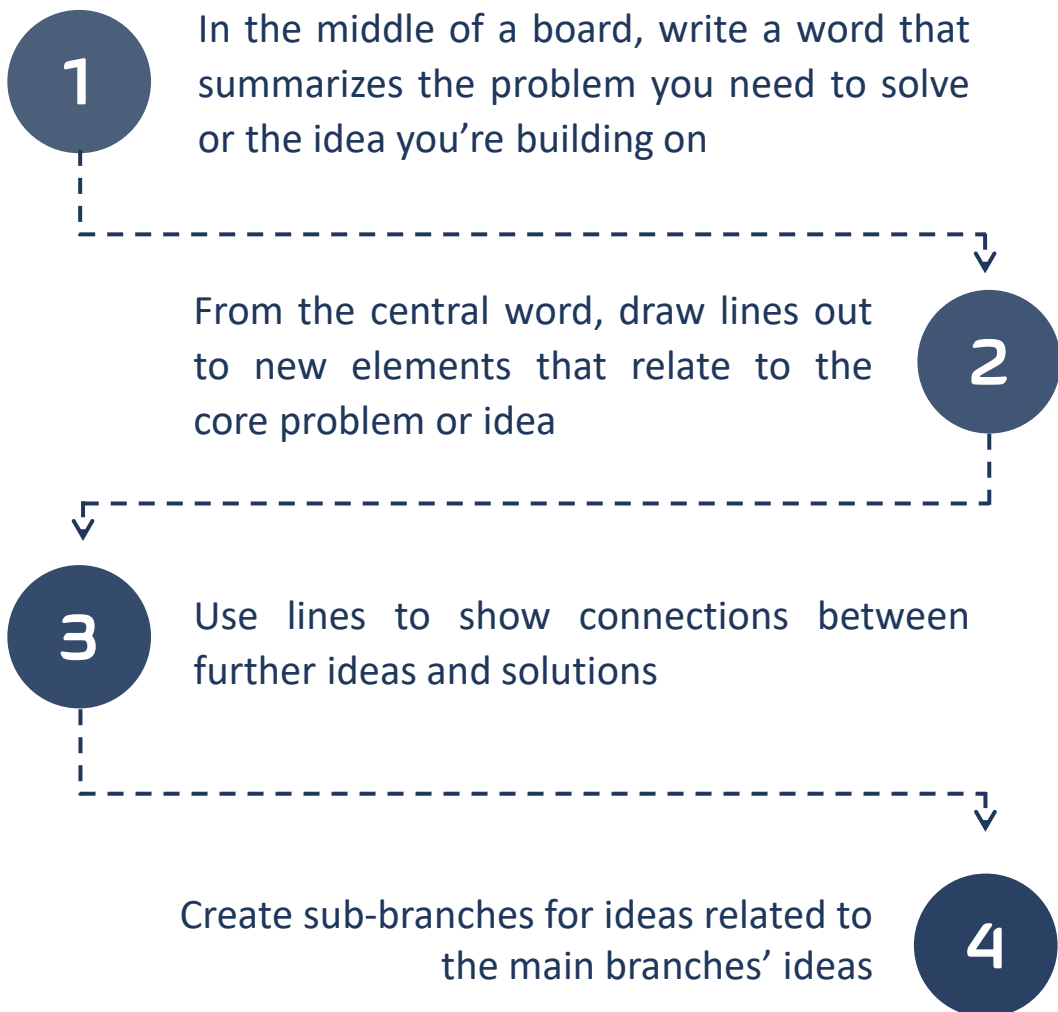 1
In the middle of a board, write a word that
summarizes the problem you need to solve
or the idea you’re building on
From the central word, draw lines out
to new elements that relate to the
core problem or idea
2
3
Use lines to show connections between
further ideas and solutions
Create sub-branches for ideas related to
the main branches’ ideas
4